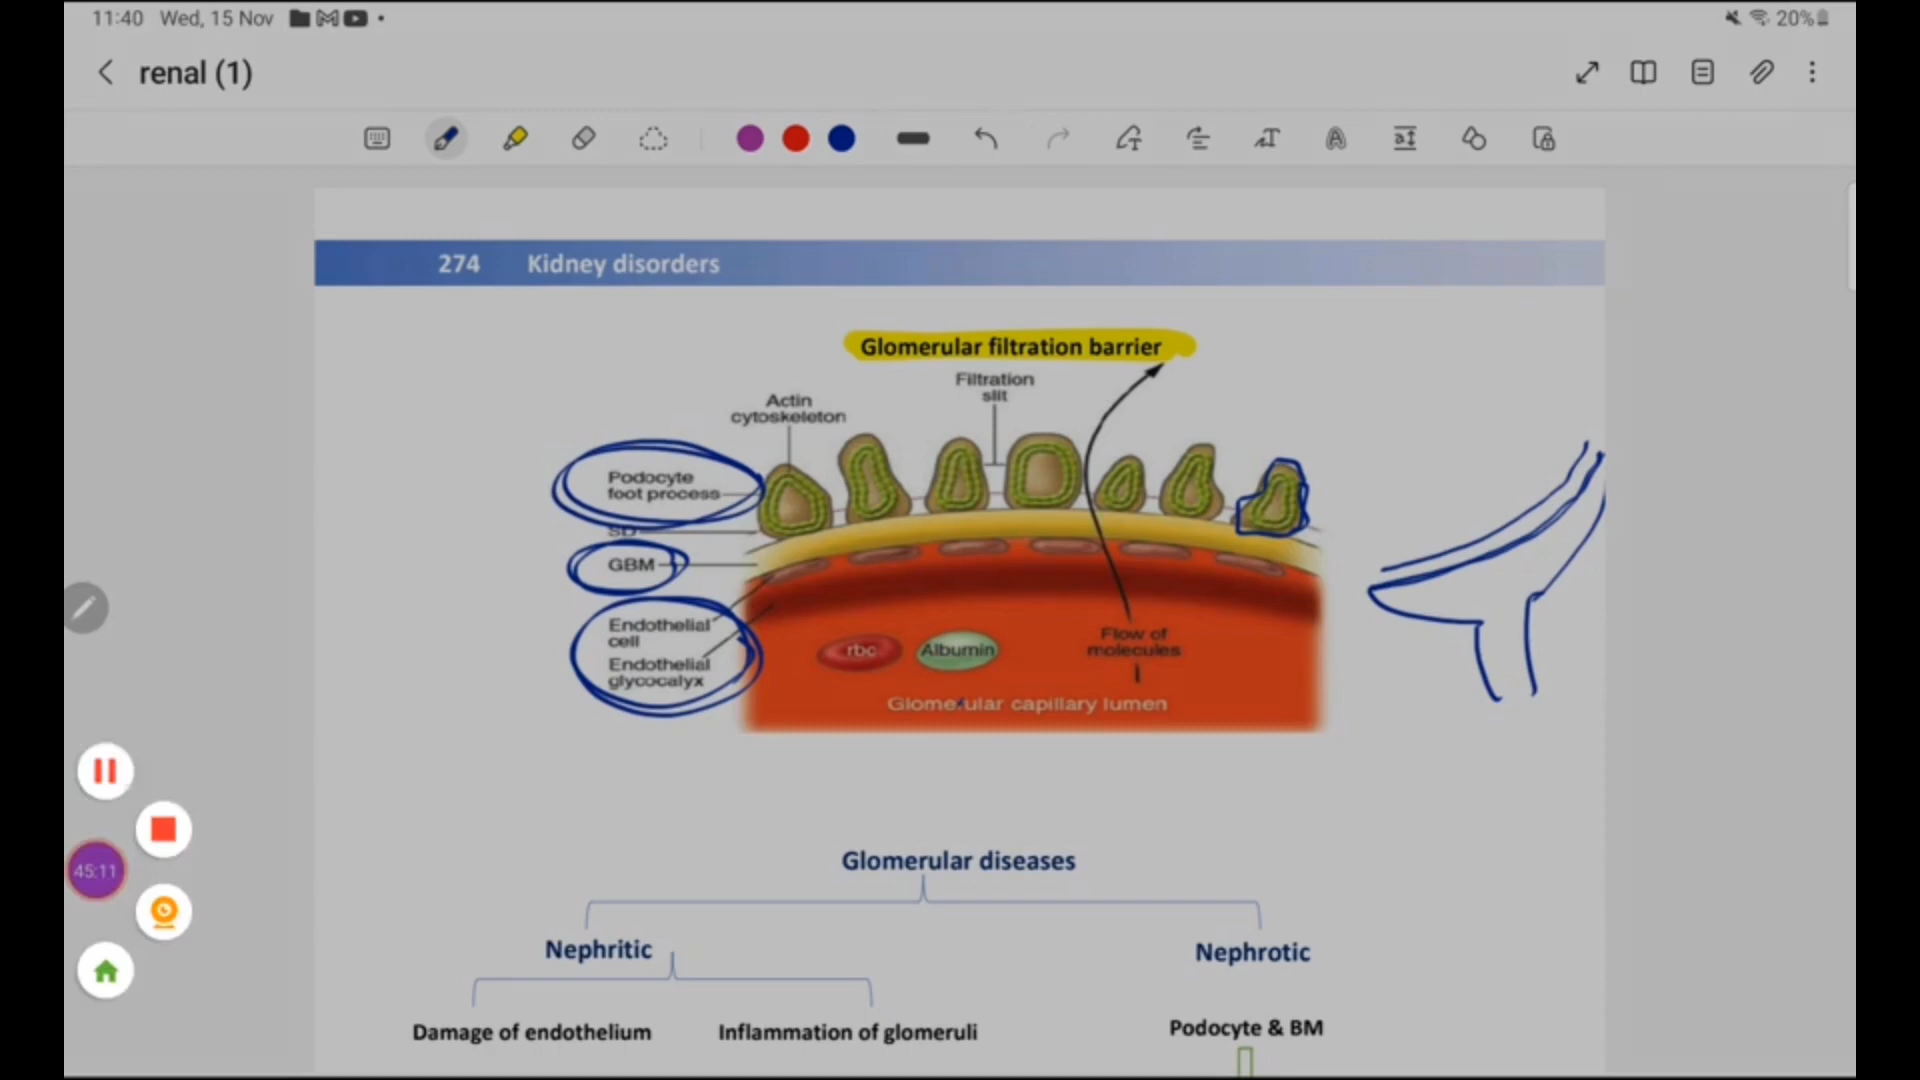 11:40 Wed, 15 Nov
20%
renal (1)
274 Kidney disorders
Glomerular filtration barrier
Filtration
slit
Actin
cytoskeleton
Podocyte
foot process
SD
GBM
Endothelial
cell
Endothelial
glycocalyx
rbc
Albumin
Flow of
molecules
Glomerular capillary lumen
45:11
Glomerular diseases
Nephritic
Nephrotic
Damage of endothelium
Inflammation of glomeruli
Podocyte & BM